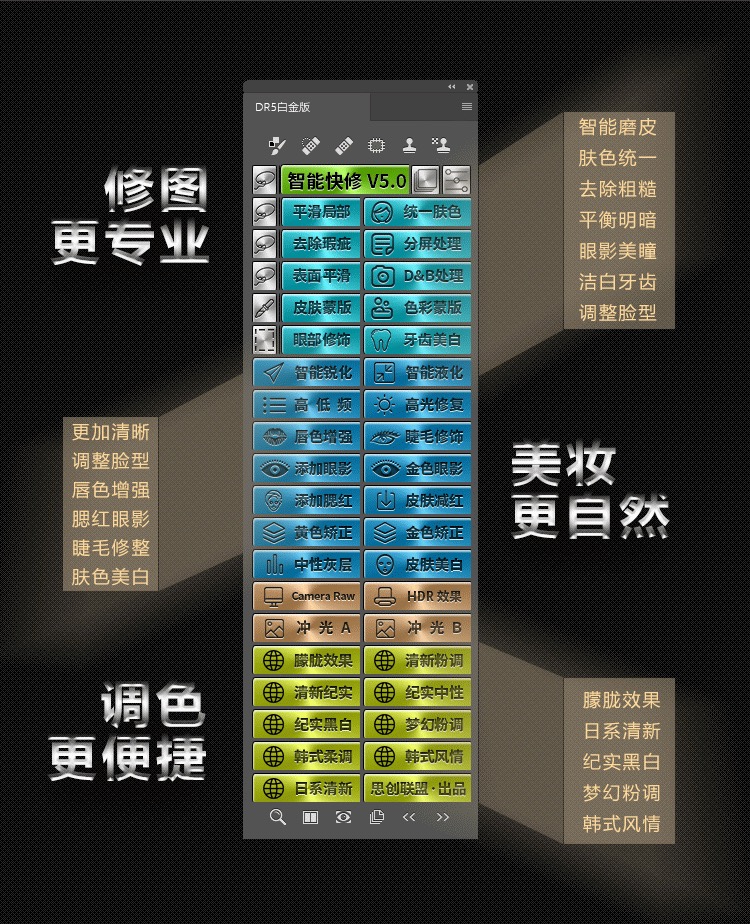 DR5白金版
智能快修 V5.0
平滑局部 统一肤色
去除瑕疵 分屏处理
表面平滑 D&B处理
皮肤蒙版 色彩蒙版
眼部修饰 牙齿美白
智能锐化 智能液化
高 低 频 高光修复
唇色增强 睫毛修饰
添加眼影 金色眼影
添加腮红 皮肤减红
黄色矫正 金色矫正
中性灰层 皮肤美白
Camera Raw HDR 效果
冲 光 A 冲 光 B
朦胧效果 清新粉调
清新纪实 纪实中性
纪实黑白 梦幻粉调
韩式柔调 韩式风情
日系清新 思创联盟·出品
修图
更专业
智能磨皮
肤色统一
去除粗糙
平衡明暗
眼影美瞳
洁白牙齿
调整脸型
更加清晰
调整脸型
唇色增强
腮红眼影
睫毛修整
肤色美白
美妆
更自然
调色
更便捷
朦胧效果
日系清新
纪实黑白
梦幻粉调
韩式风情